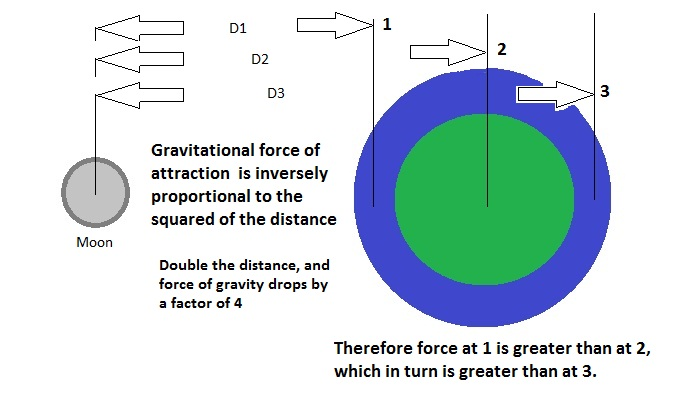 D1
1
D2
2
D3
3
Gravitational force of
attraction is inversely
proportional to the
squared of the distance
Moon
Double the distance, and
force of gravity drops by
a factor of 4
Therefore force at 1 is greater than at 2,
which in turn is greater than at 3.